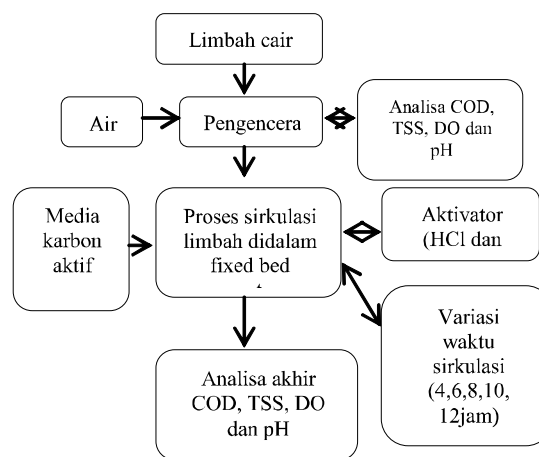 Limbah cair
Air
Pengencera
Analisa COD,
TSS, DO dan
pH
Media
karbon
aktif
Proses sirkulasi
limbah didalam
fixed bed
Aktivator
(HCl dan
Variasi
waktu
sirkulasi
(4,6,8,10,
12jam)
Analisa akhir
COD, TSS, DO
dan pH